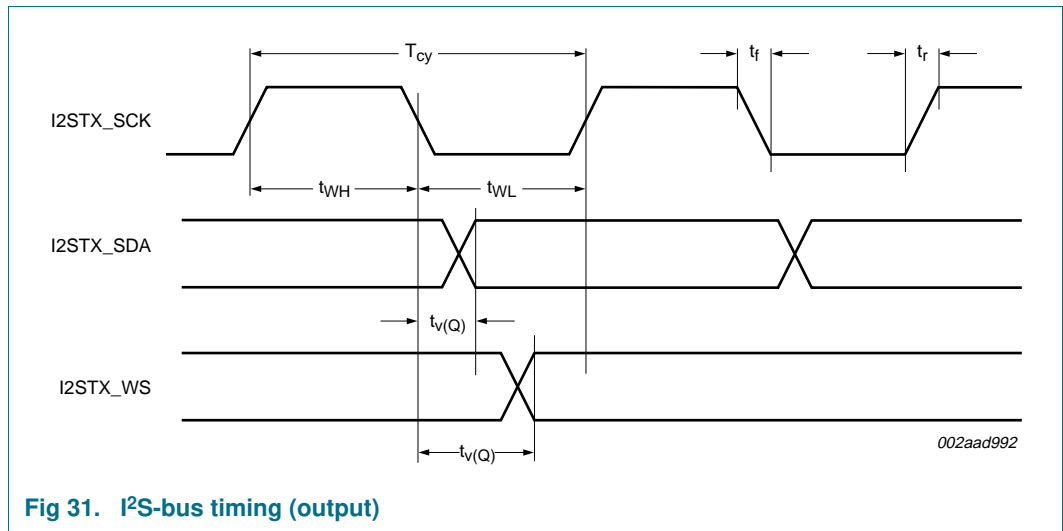 T_cy
t_f
t_r
I2STX_SCK
t_WH
t_WL
I2STX_SDA
t_v(Q)
I2STX_WS
t_v(Q)
002aad992
Fig 31. I²S-bus timing (output)